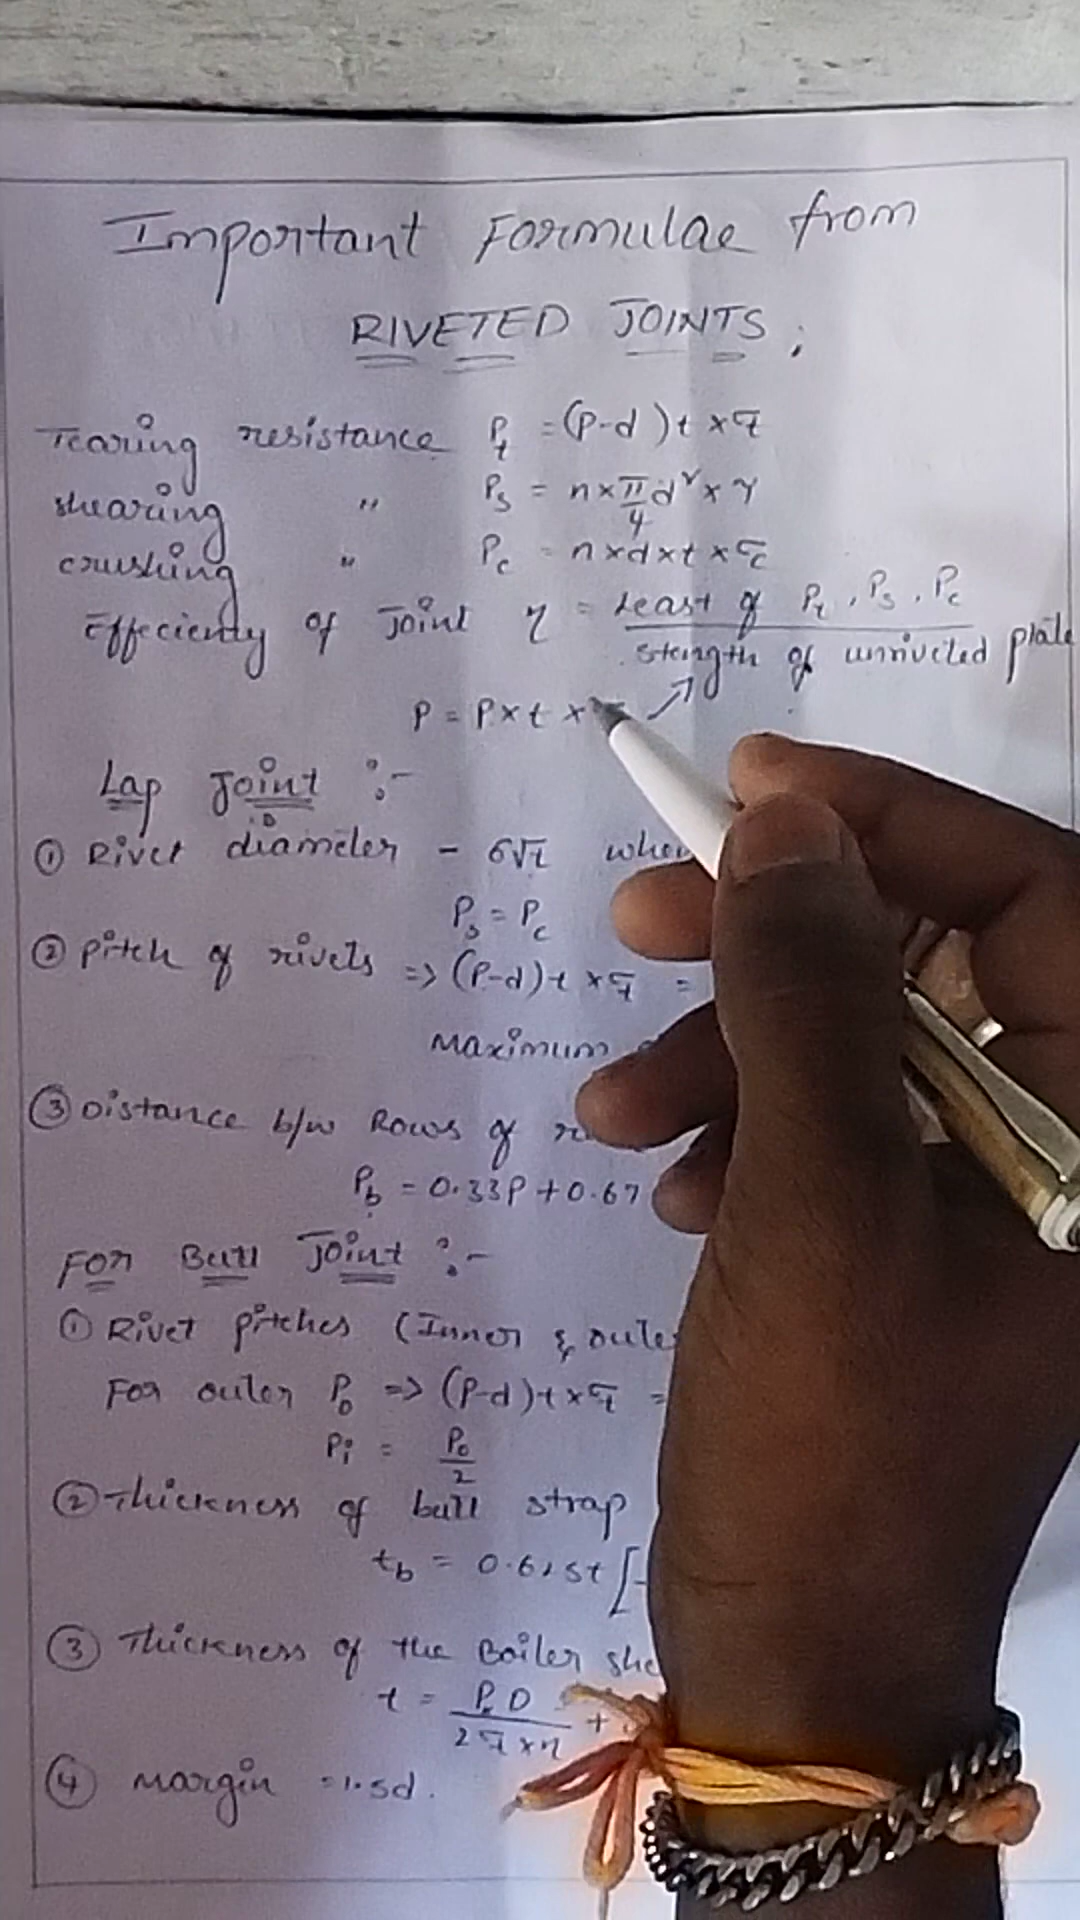 Important Formulae from
RIVETED JOINTS;
Tearing resistance Pt = (P-d)t × σt
shearing " Ps = n × π/4 d² × τ
crushing " Pc = n×d×t×σc
Effeciency of Joint η = Least of Pt, Ps, Pc / Stength of unriveted plate
P = P×t×
Lap Joint :-
① Rivet diameter - 6√t when
Ps = Pc
② Pitch of rivets => (P-d)t × σt =
Maximum
③ Distance b/w Rows of
Pb = 0.33P + 0.67
For Butt Joint :-
① Rivet pitches (Inner &
For outer Po => (P-d)t × σt =
Pi = Po/2
② Thickness of butt strap
tb = 0.625t [
③ Thickness of the Boiler
t = P.D / 2σt × η +
④ Margin = 1.5d.